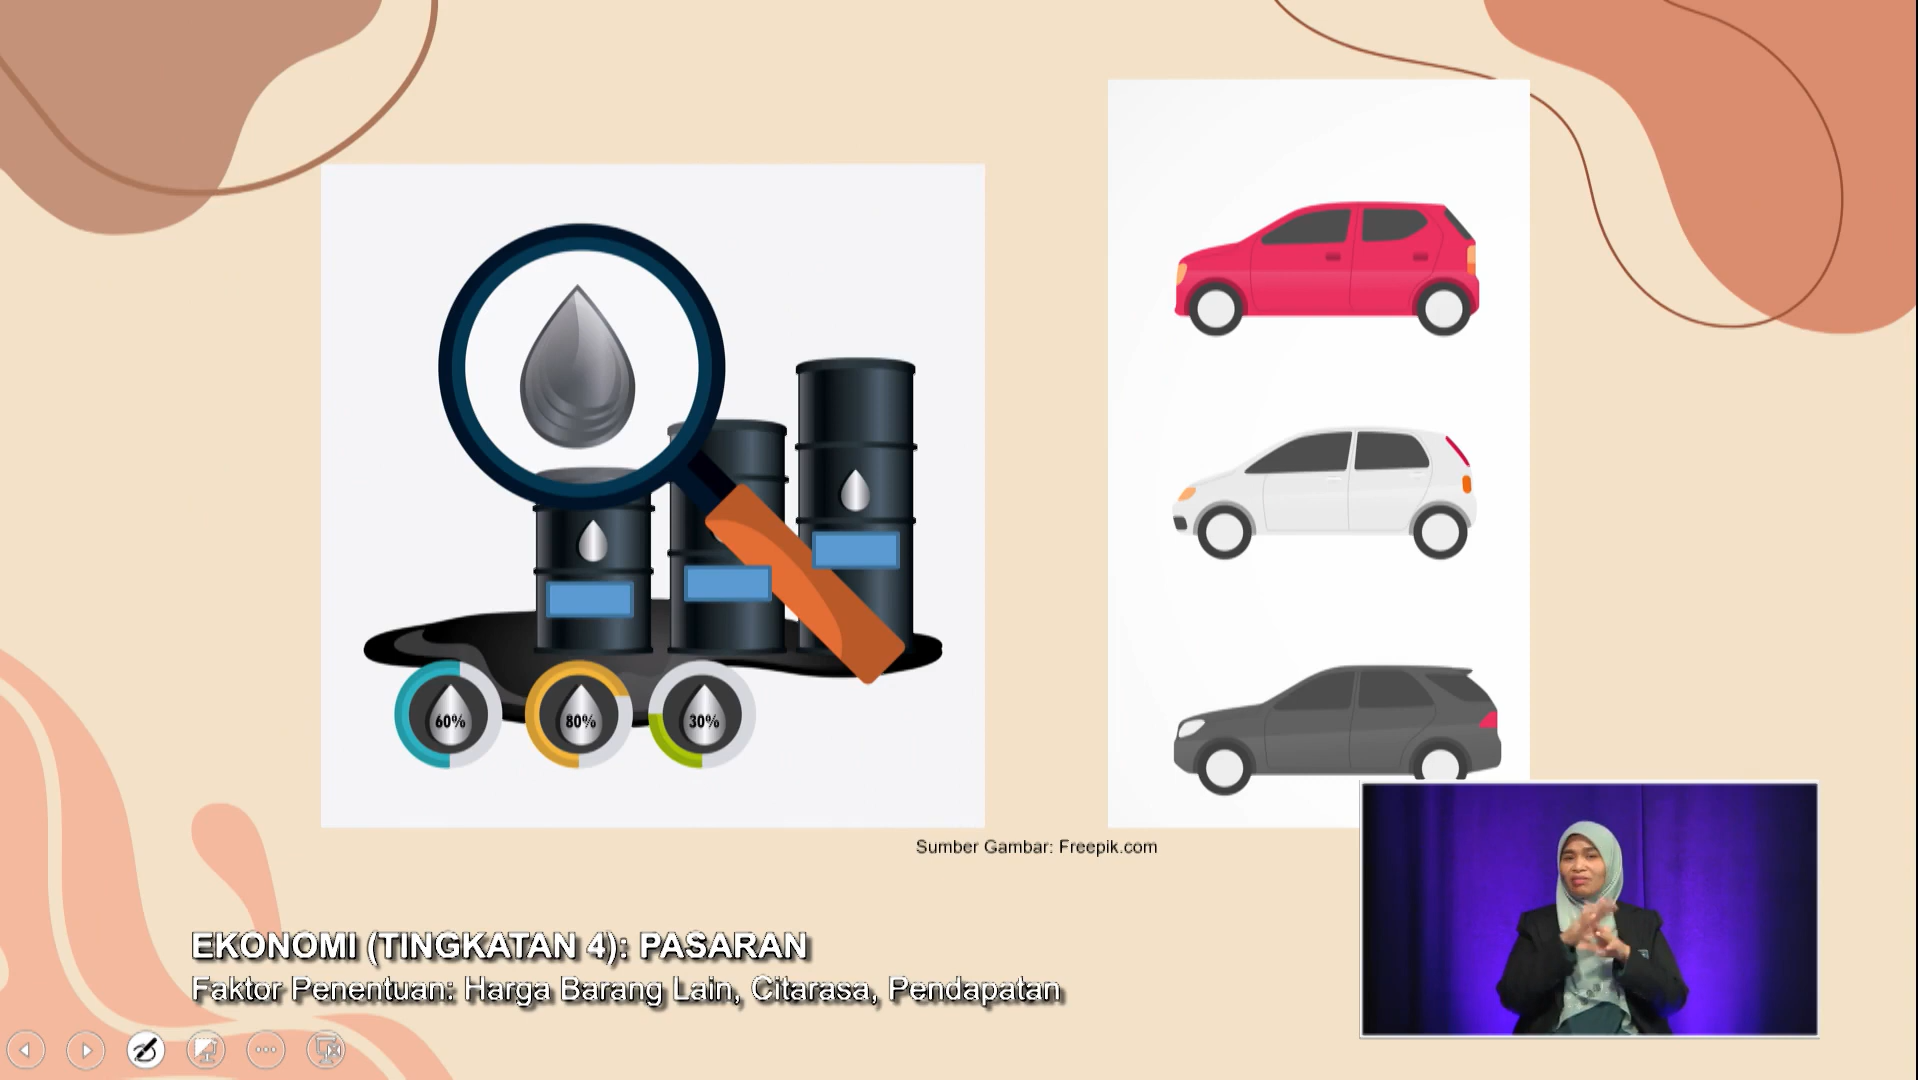 60%
80%
30%
Sumber Gambar: Freepik.com
EKONOMI (TINGKATAN 4): PASARAN
Faktor Penentuan: Harga Barang Lain, Citarasa, Pendapatan